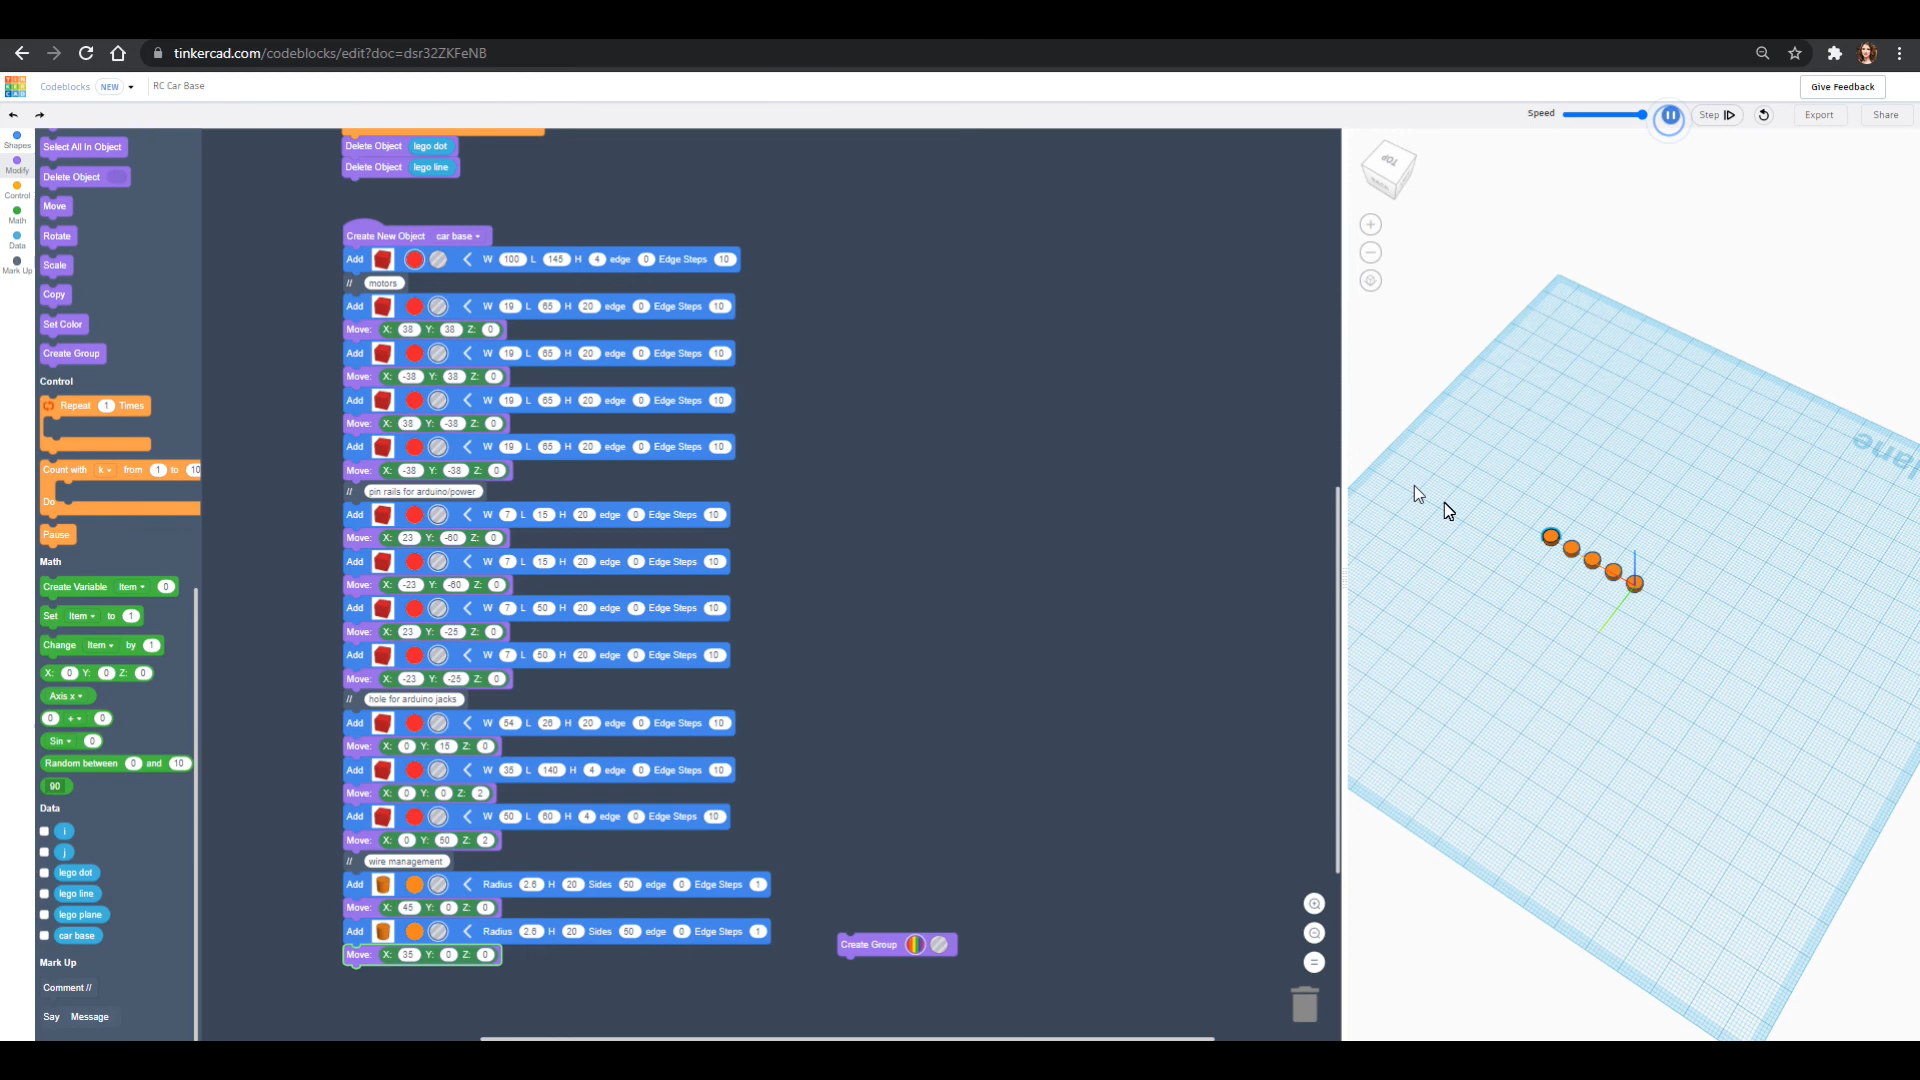 tinkercad.com/codeblocks/edit?doc=dsr32ZKFeNB
TIN
KER
CAD
Codeblocks NEW
RC Car Base
Give Feedback
Speed
Step
Export
Share
Shapes
Modify
Control
Math
Data
Mark Up
Select All In Object
Delete Object
Move
Rotate
Scale
Copy
Set Color
Create Group
Control
Repeat 1 Times
Count with k from 1 to 10
Do
Pause
Math
Create Variable Item 0
Set Item to 1
Change Item by 1
X: 0 Y: 0 Z: 0
Axis x
0 + 0
Sin 0
Random between 0 and 10
90
Data
i
j
lego dot
lego line
lego plane
car base
Mark Up
Comment //
Say Message
Delete Object lego dot
Delete Object lego line
Create New Object car base
Add W 100 L 145 H 4 edge 0 Edge Steps 10
// motors
Add W 19 L 65 H 20 edge 0 Edge Steps 10
Move: X: 38 Y: 38 Z: 0
Add W 19 L 65 H 20 edge 0 Edge Steps 10
Move: X: -38 Y: 38 Z: 0
Add W 19 L 65 H 20 edge 0 Edge Steps 10
Move: X: 38 Y: -38 Z: 0
Add W 19 L 65 H 20 edge 0 Edge Steps 10
Move: X: -38 Y: -38 Z: 0
// pin rails for arduino/power
Add W 7 L 15 H 20 edge 0 Edge Steps 10
Move: X: 23 Y: -60 Z: 0
Add W 7 L 15 H 20 edge 0 Edge Steps 10
Move: X: -23 Y: -60 Z: 0
Add W 7 L 50 H 20 edge 0 Edge Steps 10
Move: X: 23 Y: -25 Z: 0
Add W 7 L 50 H 20 edge 0 Edge Steps 10
Move: X: -23 Y: -25 Z: 0
// hole for arduino jacks
Add W 54 L 26 H 20 edge 0 Edge Steps 10
Move: X: 0 Y: 15 Z: 0
Add W 35 L 140 H 4 edge 0 Edge Steps 10
Move: X: 0 Y: 0 Z: 2
Add W 50 L 60 H 4 edge 0 Edge Steps 10
Move: X: 0 Y: 50 Z: 2
// wire management
Add Radius 2.6 H 20 Sides 50 edge 0 Edge Steps 1
Move: X: 45 Y: 0 Z: 0
Add Radius 2.6 H 20 Sides 50 edge 0 Edge Steps 1
Move: X: 35 Y: 0 Z: 0
Create Group
TOP
BACK
lane